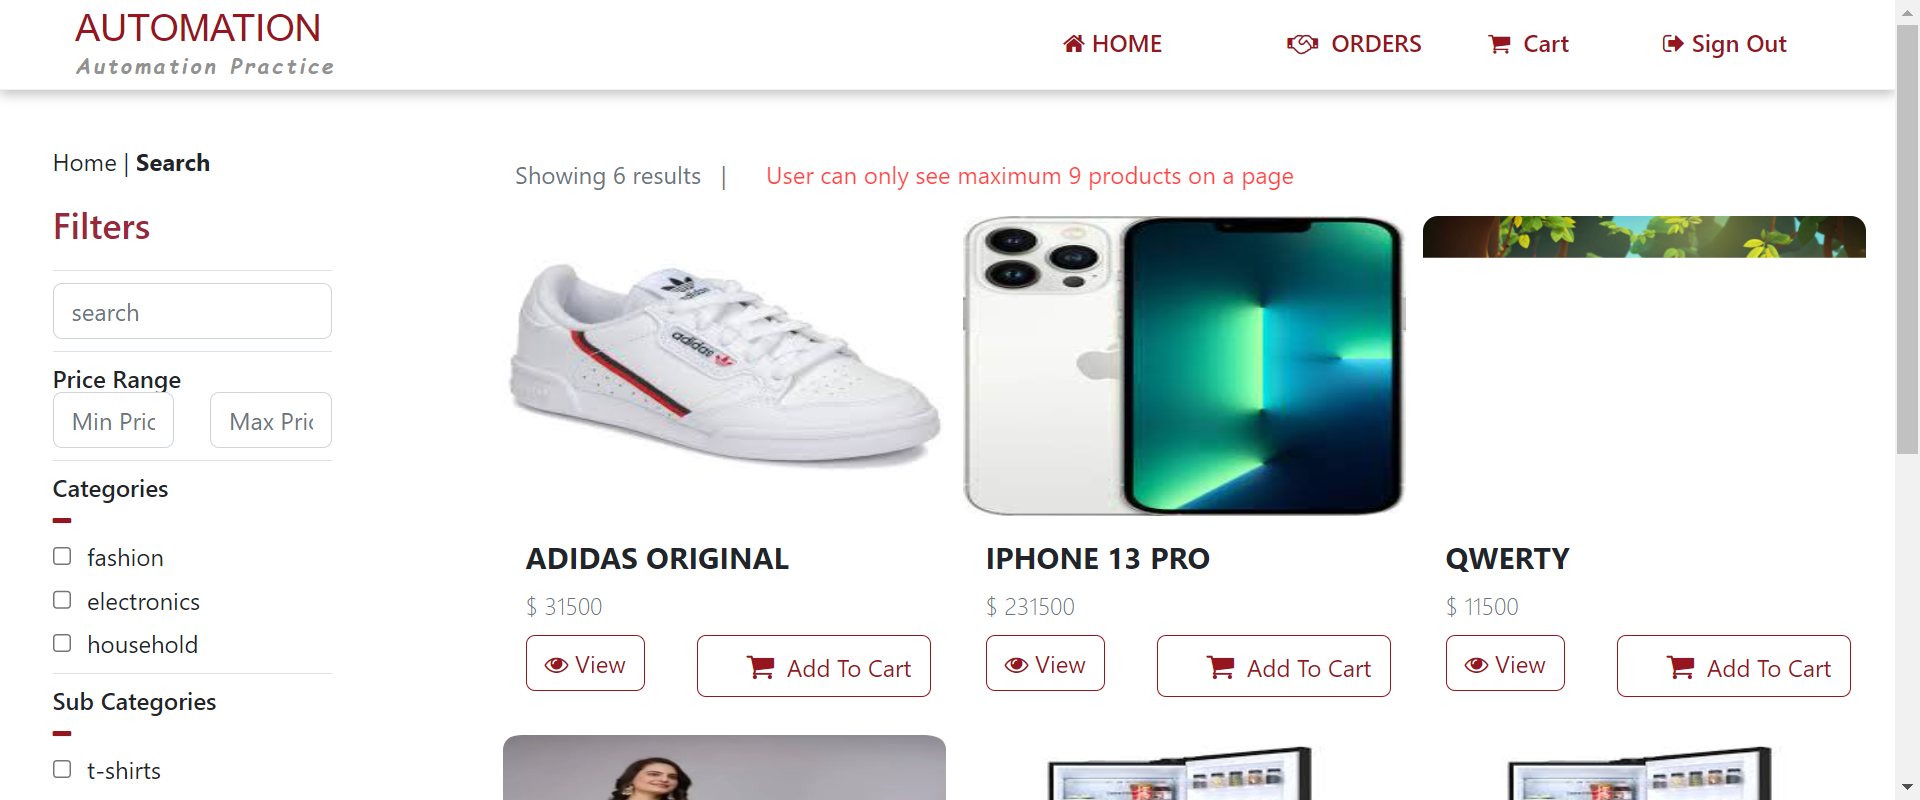 AUTOMATION
Automation Practice
HOME
ORDERS
Cart
Sign Out
Home | Search
Showing 6 results |
User can only see maximum 9 products on a page
Filters
search
Price Range
Min Pric
Max Pric
Categories
fashion
electronics
household
Sub Categories
t-shirts
adidas
adidas
ADIDAS ORIGINAL
$ 31500
View
Add To Cart
IPHONE 13 PRO
$ 231500
View
Add To Cart
QWERTY
$ 11500
View
Add To Cart